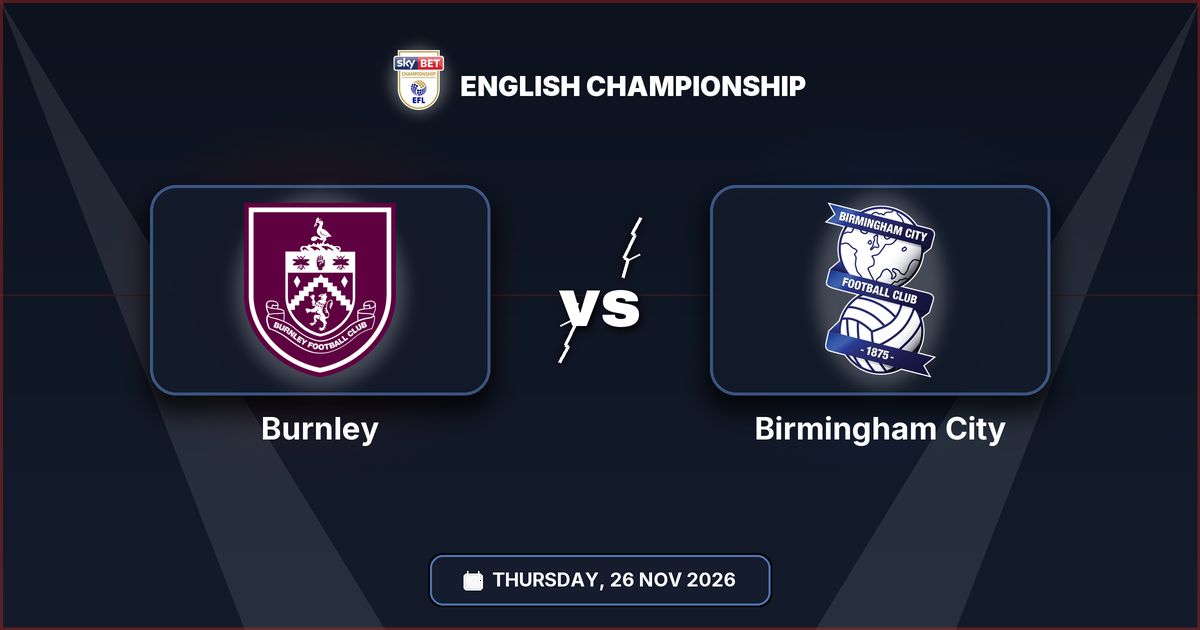 sky BET
CHAMPIONSHIP
EFL
ENGLISH CHAMPIONSHIP
BURNLEY FOOTBALL CLUB
vs
BIRMINGHAM CITY
FOOTBALL CLUB
- 1875 -
Burnley
Birmingham City
THURSDAY, 26 NOV 2026